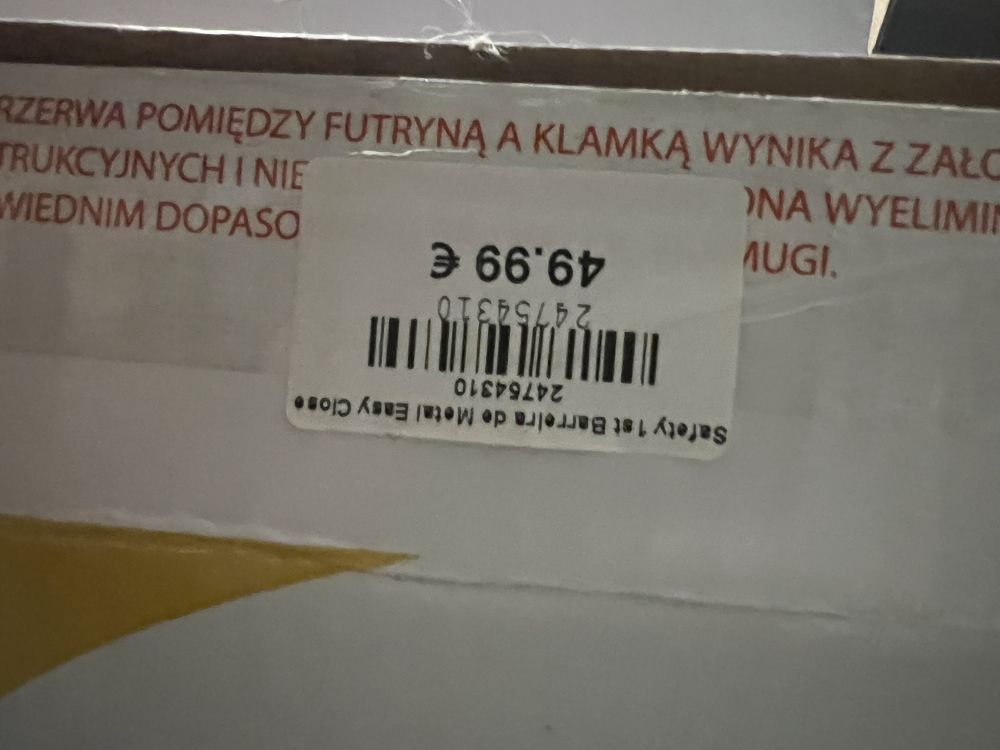 RZERWA POMIĘDZY FUTRYNĄ A KLAMKĄ WYNIKA Z ZAŁO
TRUKCYJNYCH I NIE
ONA WYELIMIN
WIEDNIM DOPASO
MUGI.
Safety 1st Barreira de Metal Easy Close
24754310
24754310
49.99 €